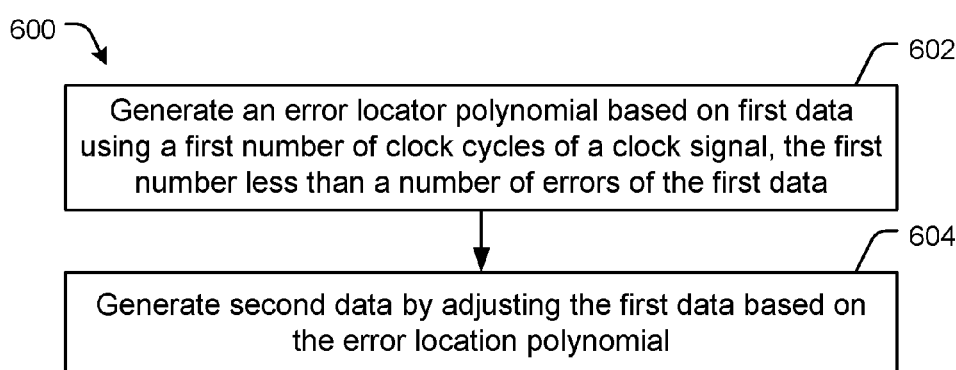 600
602
Generate an error locator polynomial based on first data
using a first number of clock cycles of a clock signal, the first
number less than a number of errors of the first data
604
Generate second data by adjusting the first data based on
the error location polynomial